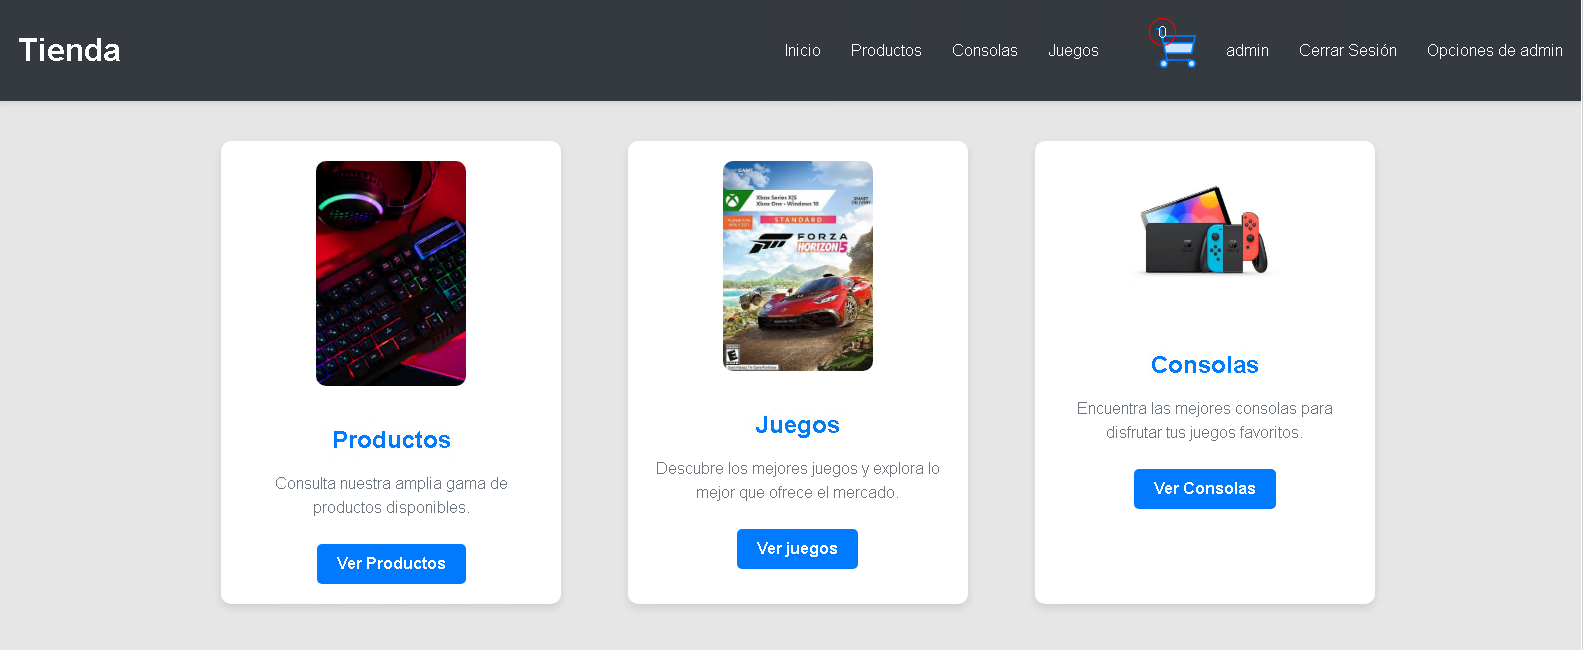 Tienda
Inicio
Productos
Consolas
Juegos
0
admin
Cerrar Sesión
Opciones de admin
Xbox Series X|S
Xbox One • Windows 10
STANDARD
FORZA
HORIZON 5
E
Productos
Consulta nuestra amplia gama de
productos disponibles.
Ver Productos
Juegos
Descubre los mejores juegos y explora lo
mejor que ofrece el mercado.
Ver juegos
Consolas
Encuentra las mejores consolas para
disfrutar tus juegos favoritos.
Ver Consolas